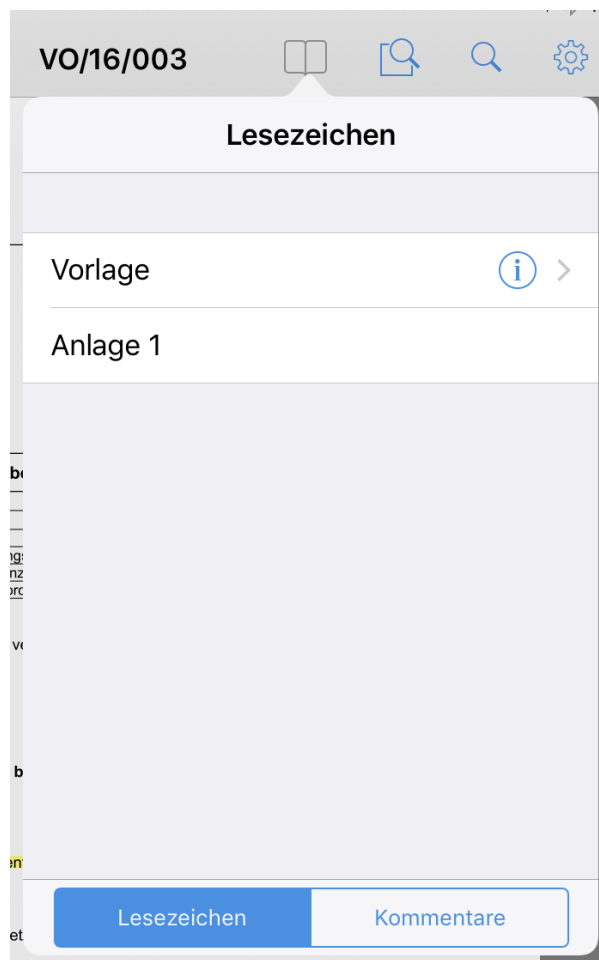 VO/16/003
Lesezeichen
Vorlage
i
Anlage 1
Lesezeichen
Kommentare